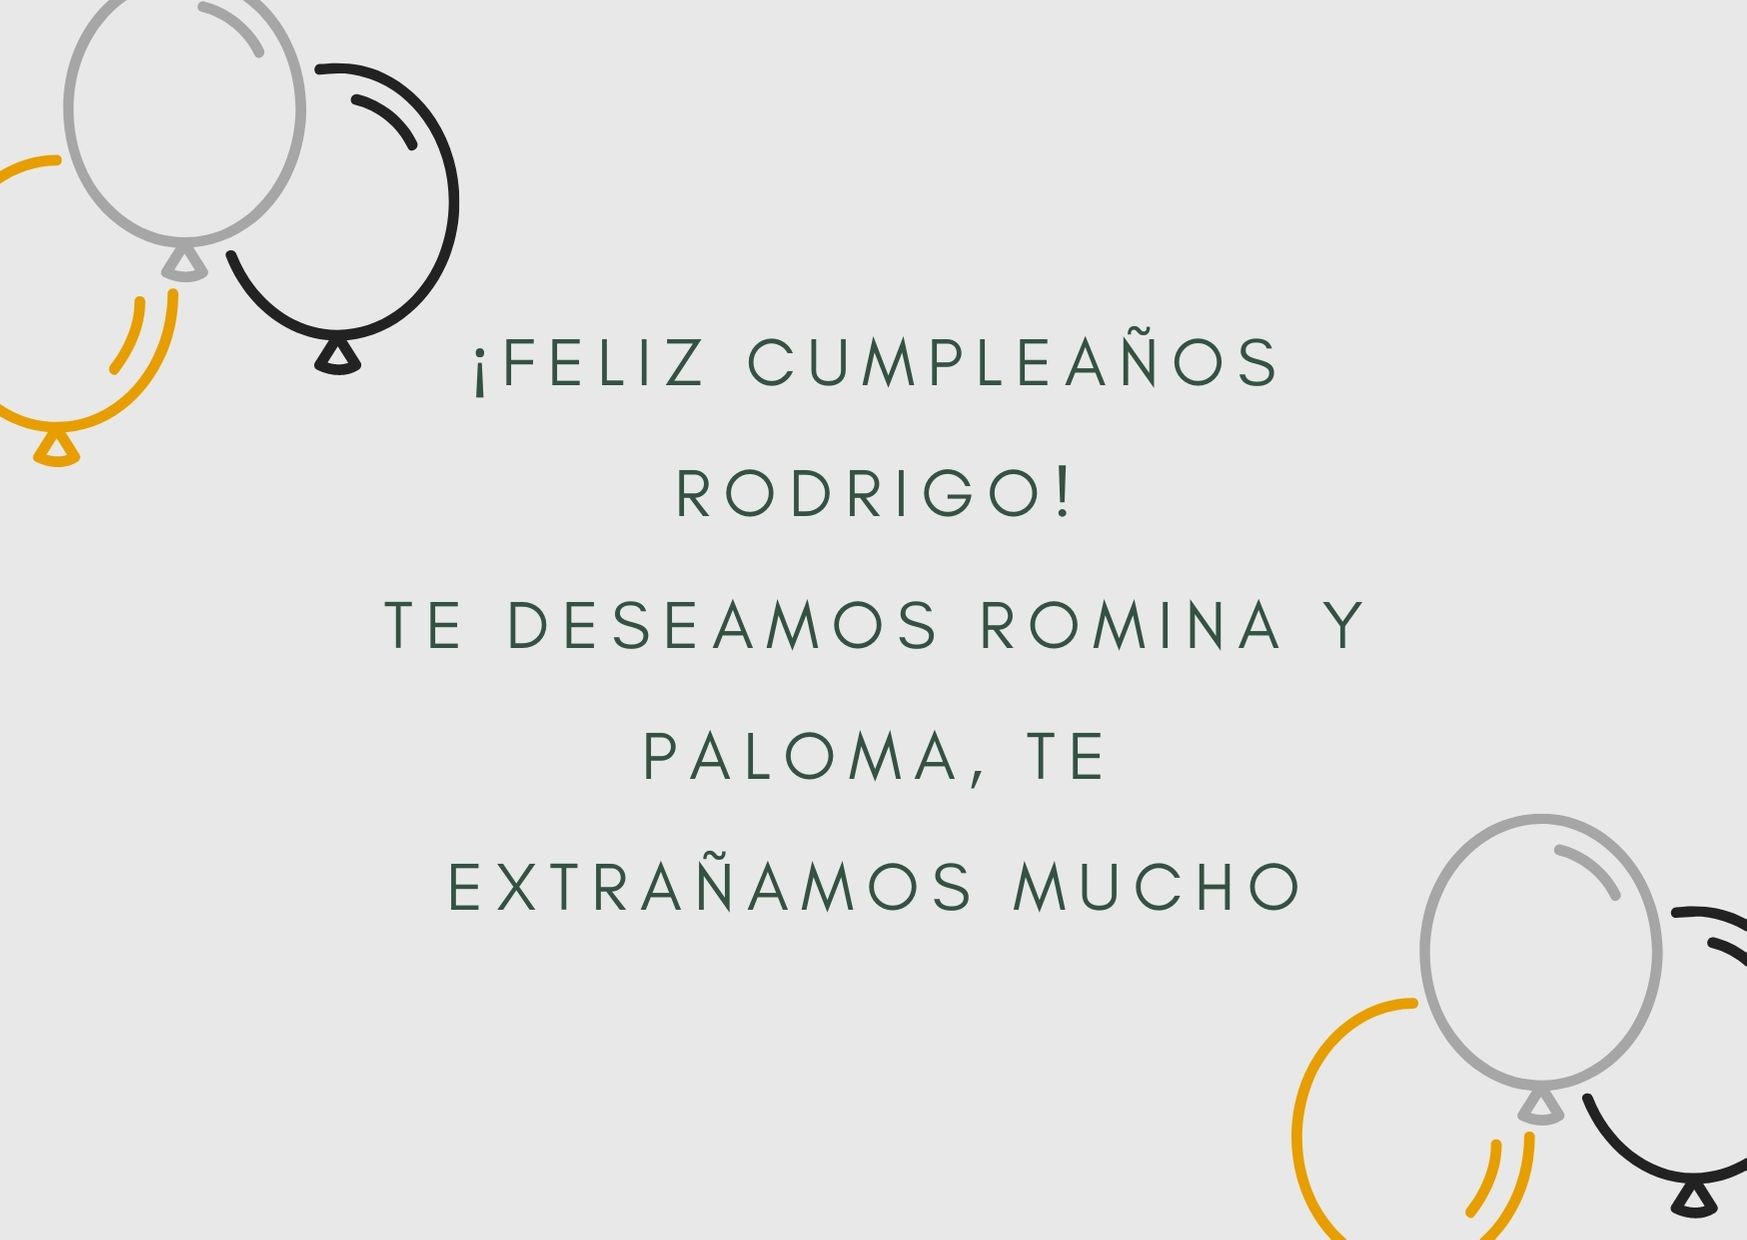 ¡FELIZ CUMPLEAÑOS
RODRIGO!
TE DESEAMOS ROMINA Y
PALOMA, TE
EXTRAÑAMOS MUCHO